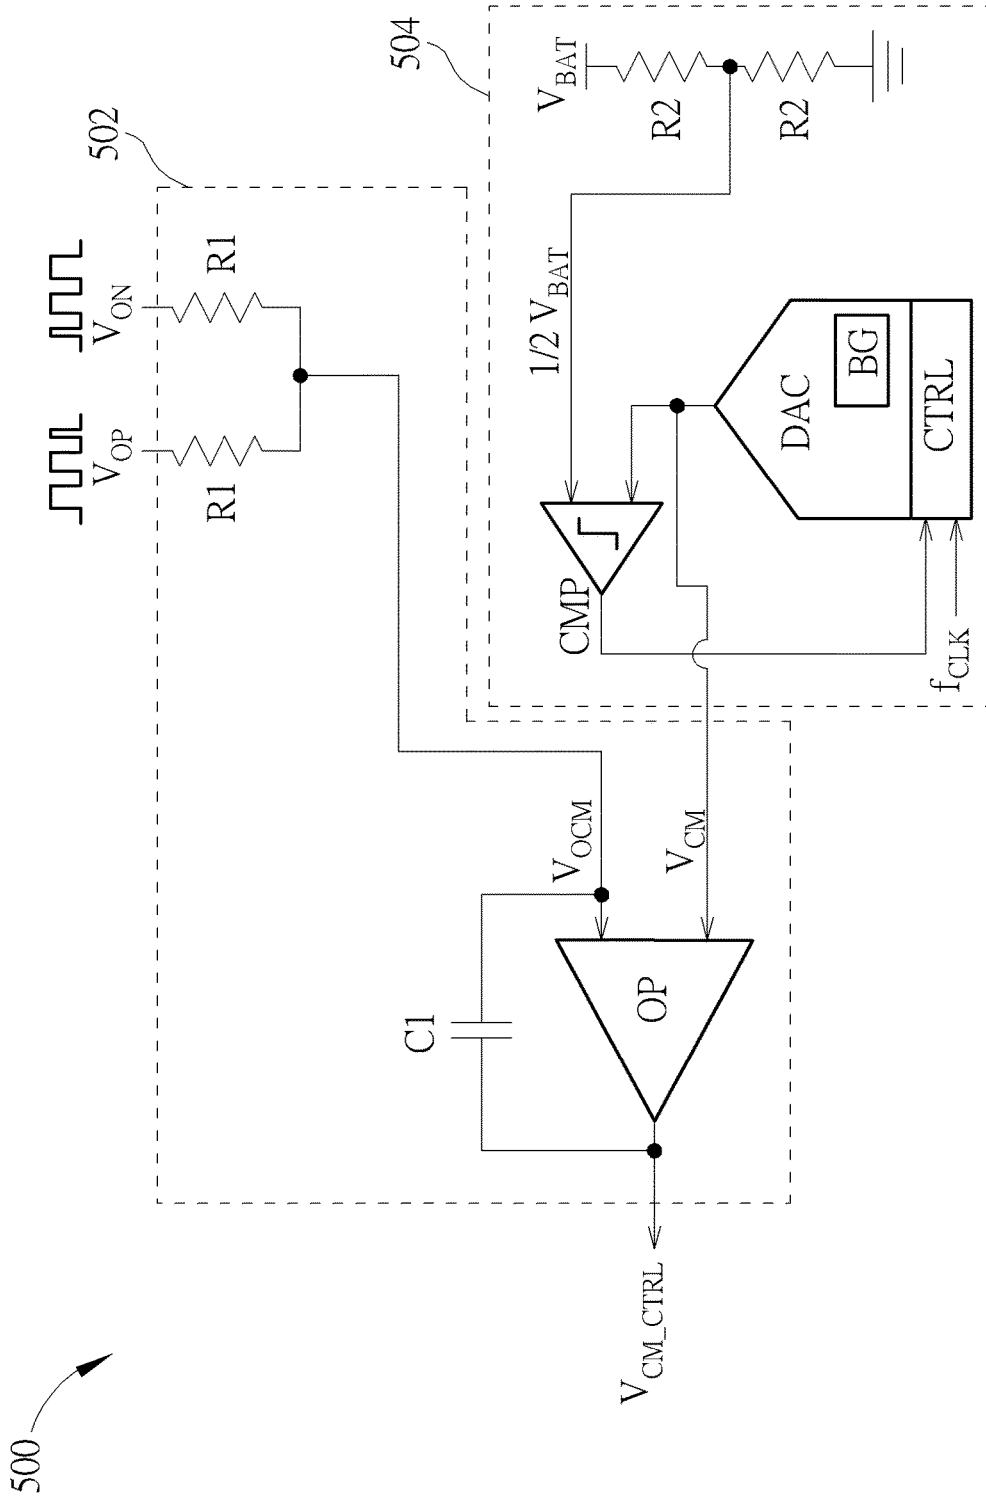 500
502
504
V_OP
V_ON
R1
R1
C1
V_OCM
V_CM
OP
V_CM_CTRL
V_BAT
R2
R2
1/2 V_BAT
CMP
DAC
BG
CTRL
f_CLK